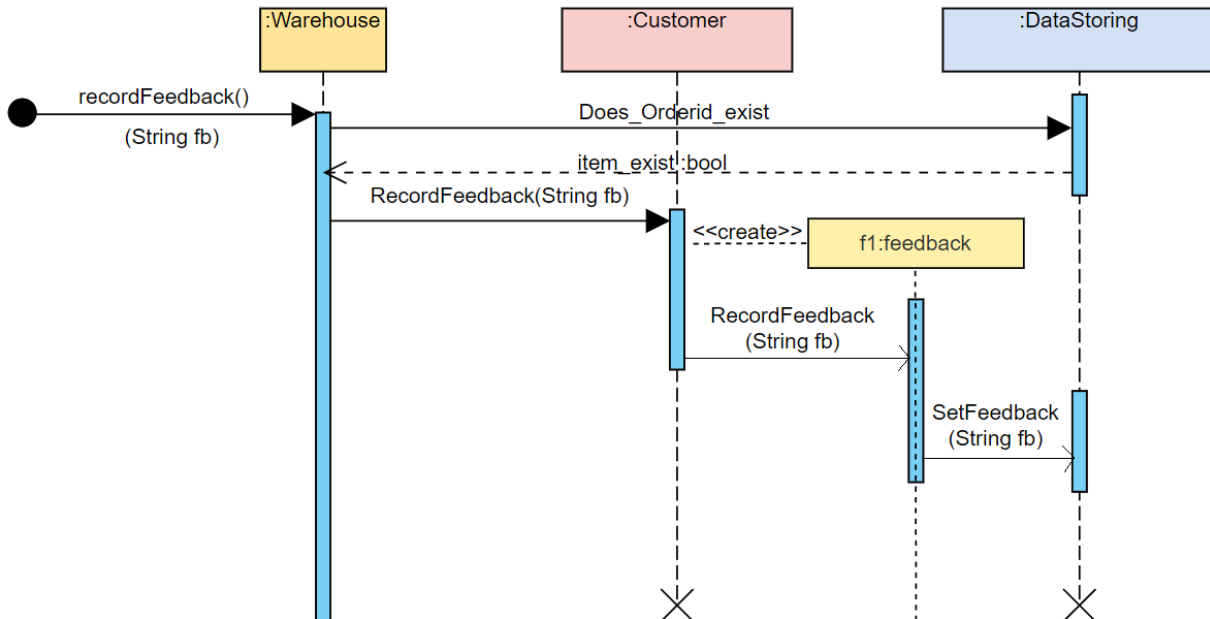 :Warehouse
:Customer
:DataStoring
recordFeedback()
(String fb)
Does_Orderid_exist
item_exist :bool
RecordFeedback(String fb)
<<create>>
f1:feedback
RecordFeedback
(String fb)
SetFeedback
(String fb)